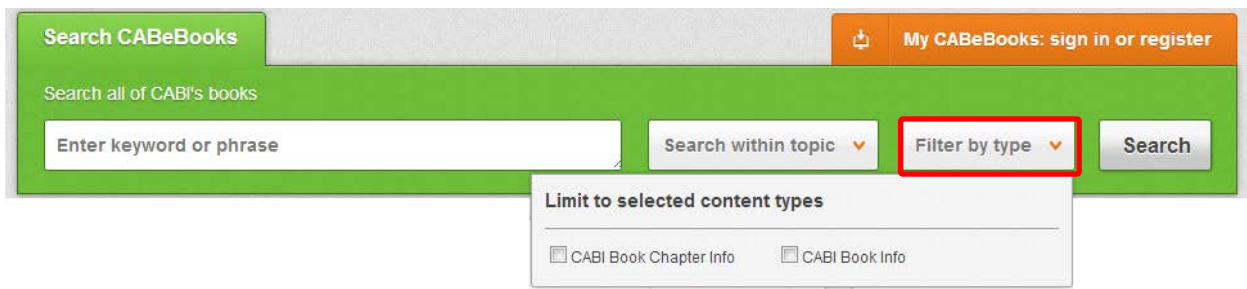 Search CABeBooks
My CABeBooks: sign in or register
Search all of CABI's books
Enter keyword or phrase
Search within topic
Filter by type
Search
Limit to selected content types
CABI Book Chapter Info
CABI Book Info